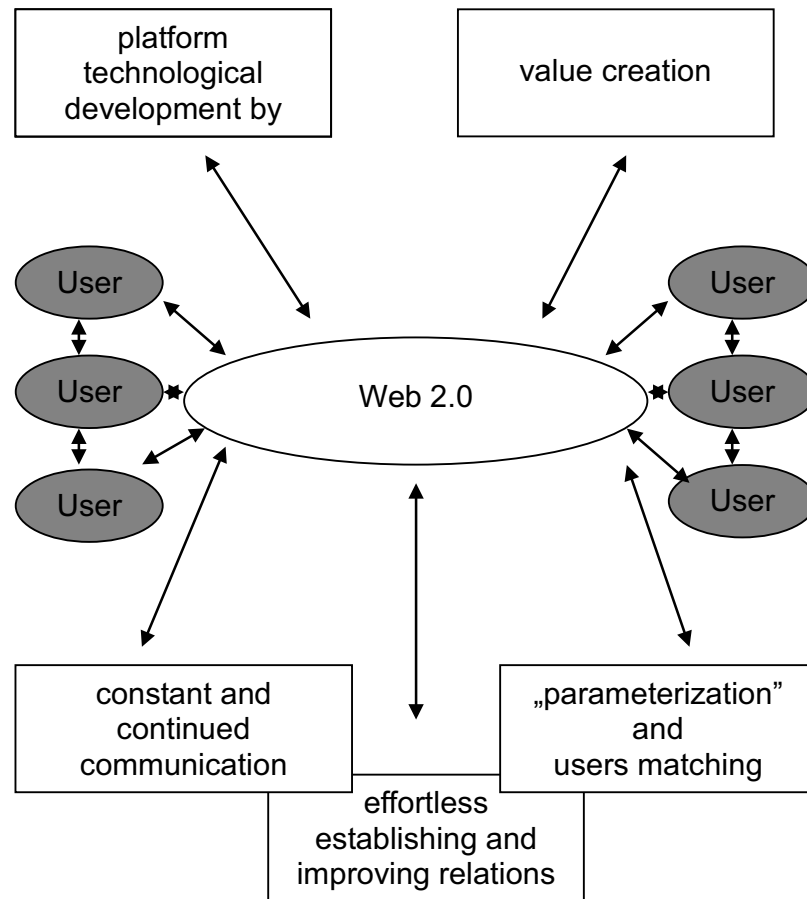 platform
technological
development by
value creation
User
User
User
User
Web 2.0
User
User
constant and
continued
communication
„parameterization”
and
users matching
effortless
establishing and
improving relations